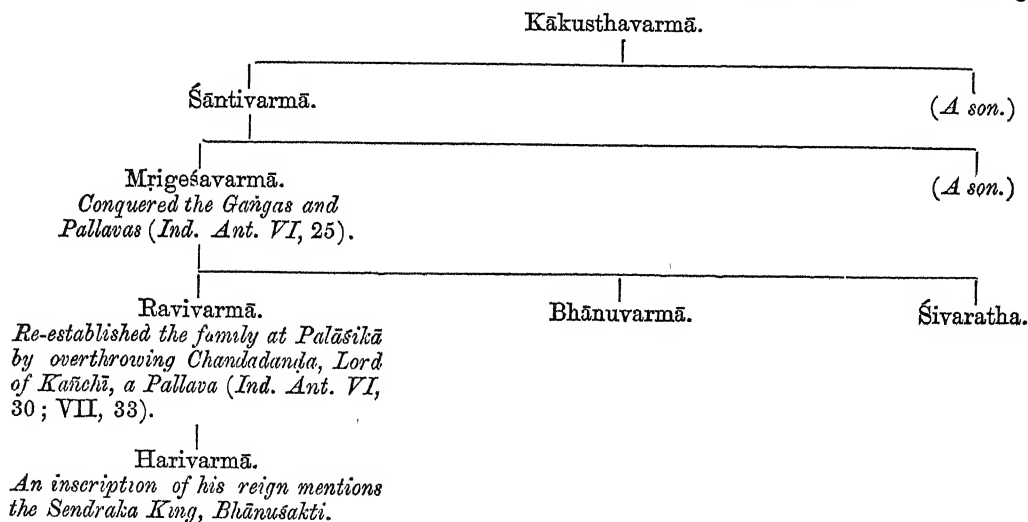 Kākusthavarmā.
Śāntivarmā.
(A son.)
Mṛigeśavarmā.
Conquered the Gaṅgas and
Pallavas (Ind. Ant. VI, 25).
(A son.)
Ravivarmā.
Re-established the family at Palāśikā
by overthrowing Chandadaṇḍa, Lord
of Kañchī, a Pallava (Ind. Ant. VI,
30; VII, 33).
Bhānuvarmā.
Śivaratha.
Harivarmā.
An inscription of his reign mentions
the Sendraka King, Bhānuśakti.